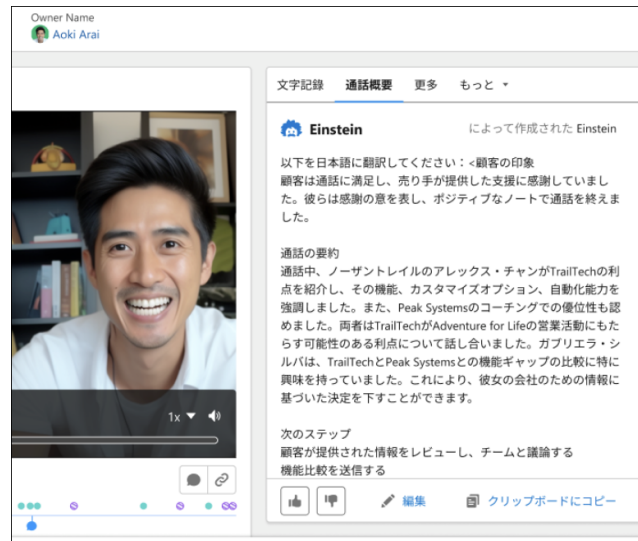 Owner Name
Aoki Arai
文字記録 通話概要 更多 もっと
Einstein によって作成された Einstein
以下を日本語に翻訳してください：<顧客の印象
顧客は通話に満足し、売り手が提供した支援に感謝していまし
た。彼らは感謝の意を表し、ポジティブなノートで通話を終えま
した。
通話の要約
通話中、ノーザントレイルのアレックス・チャンがTrailTechの利
点を紹介し、その機能、カスタマイズオプション、自動化能力を
強調しました。また、Peak Systemsのコーチングでの優位性も認
めました。両者はTrailTechがAdventure for Lifeの営業活動にもた
らす可能性のある利点について話し合いました。ガブリエラ・シ
ルバは、TrailTechとPeak Systemsとの機能ギャップの比較に特に
興味を持っていました。これにより、彼女の会社のための情報に
基づいた決定を下すことができます。
次のステップ
顧客が提供された情報をレビューし、チームと議論する
機能比較を送信する
1x
編集 クリップボードにコピー